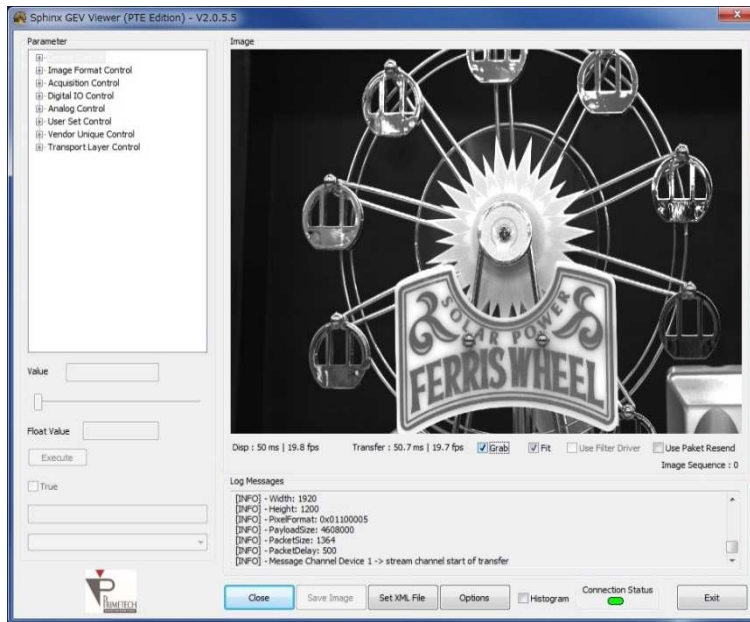 Sphinx GEV Viewer (PTE Edition) - V2.0.5.5
Parameter
Image Format Control
Acquisition Control
Digital IO Control
Analog Control
User Set Control
Vendor Unique Control
Transport Layer Control
Value
Float Value
Execute
True
PRIMETECH
Image
SOLAR POWER
FERRIS WHEEL
Disp : 50 ms | 19.8 fps Transfer : 50.7 ms | 19.7 fps Grab Fit Use Filter Driver Use Paket Resend
Image Sequence : 0
Log Messages
[INFO] - Width: 1920
[INFO] - Height: 1200
[INFO] - PixelFormat: 0x01100005
[INFO] - PayloadSize: 4608000
[INFO] - PacketSize: 1364
[INFO] - PacketDelay: 500
[INFO] - Message Channel Device 1 -> stream channel start of transfer
Close Save Image Set XML File Options Histogram Connection Status Exit